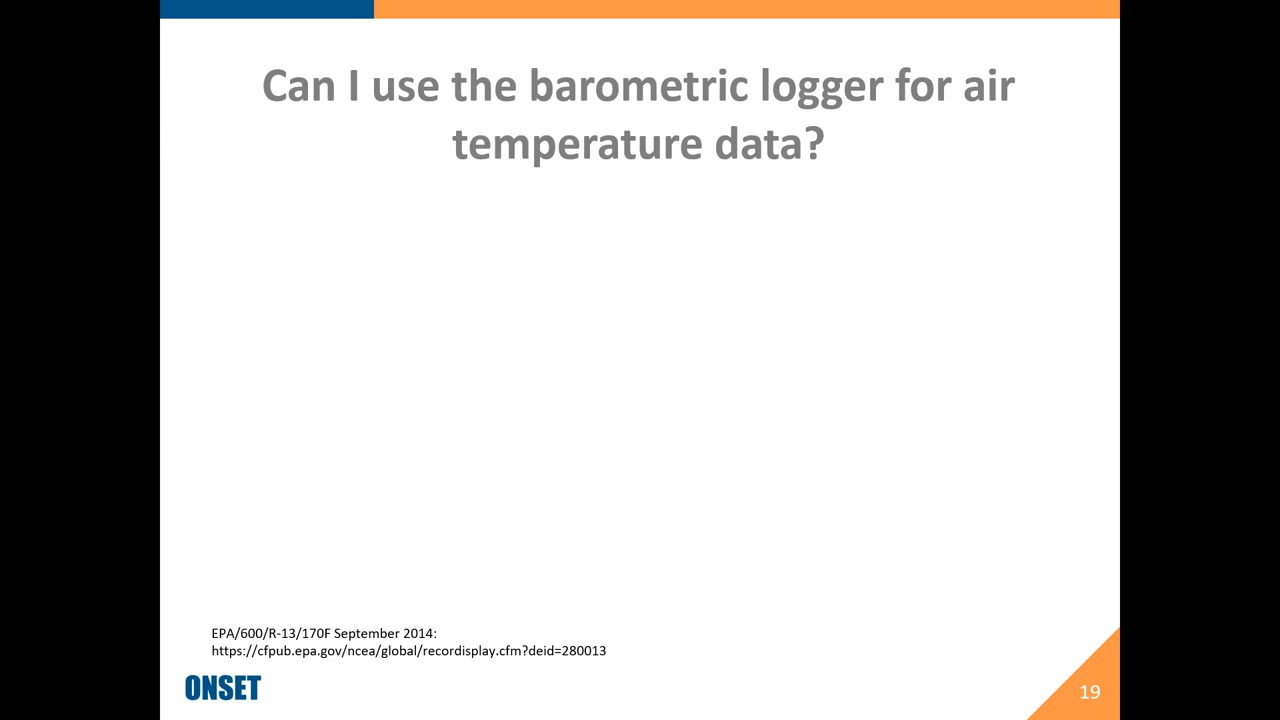 Can I use the barometric logger for air
temperature data?
EPA/600/R-13/170F September 2014:
https://cfpub.epa.gov/ncea/global/recordisplay.cfm?deid=280013
ONSET
19